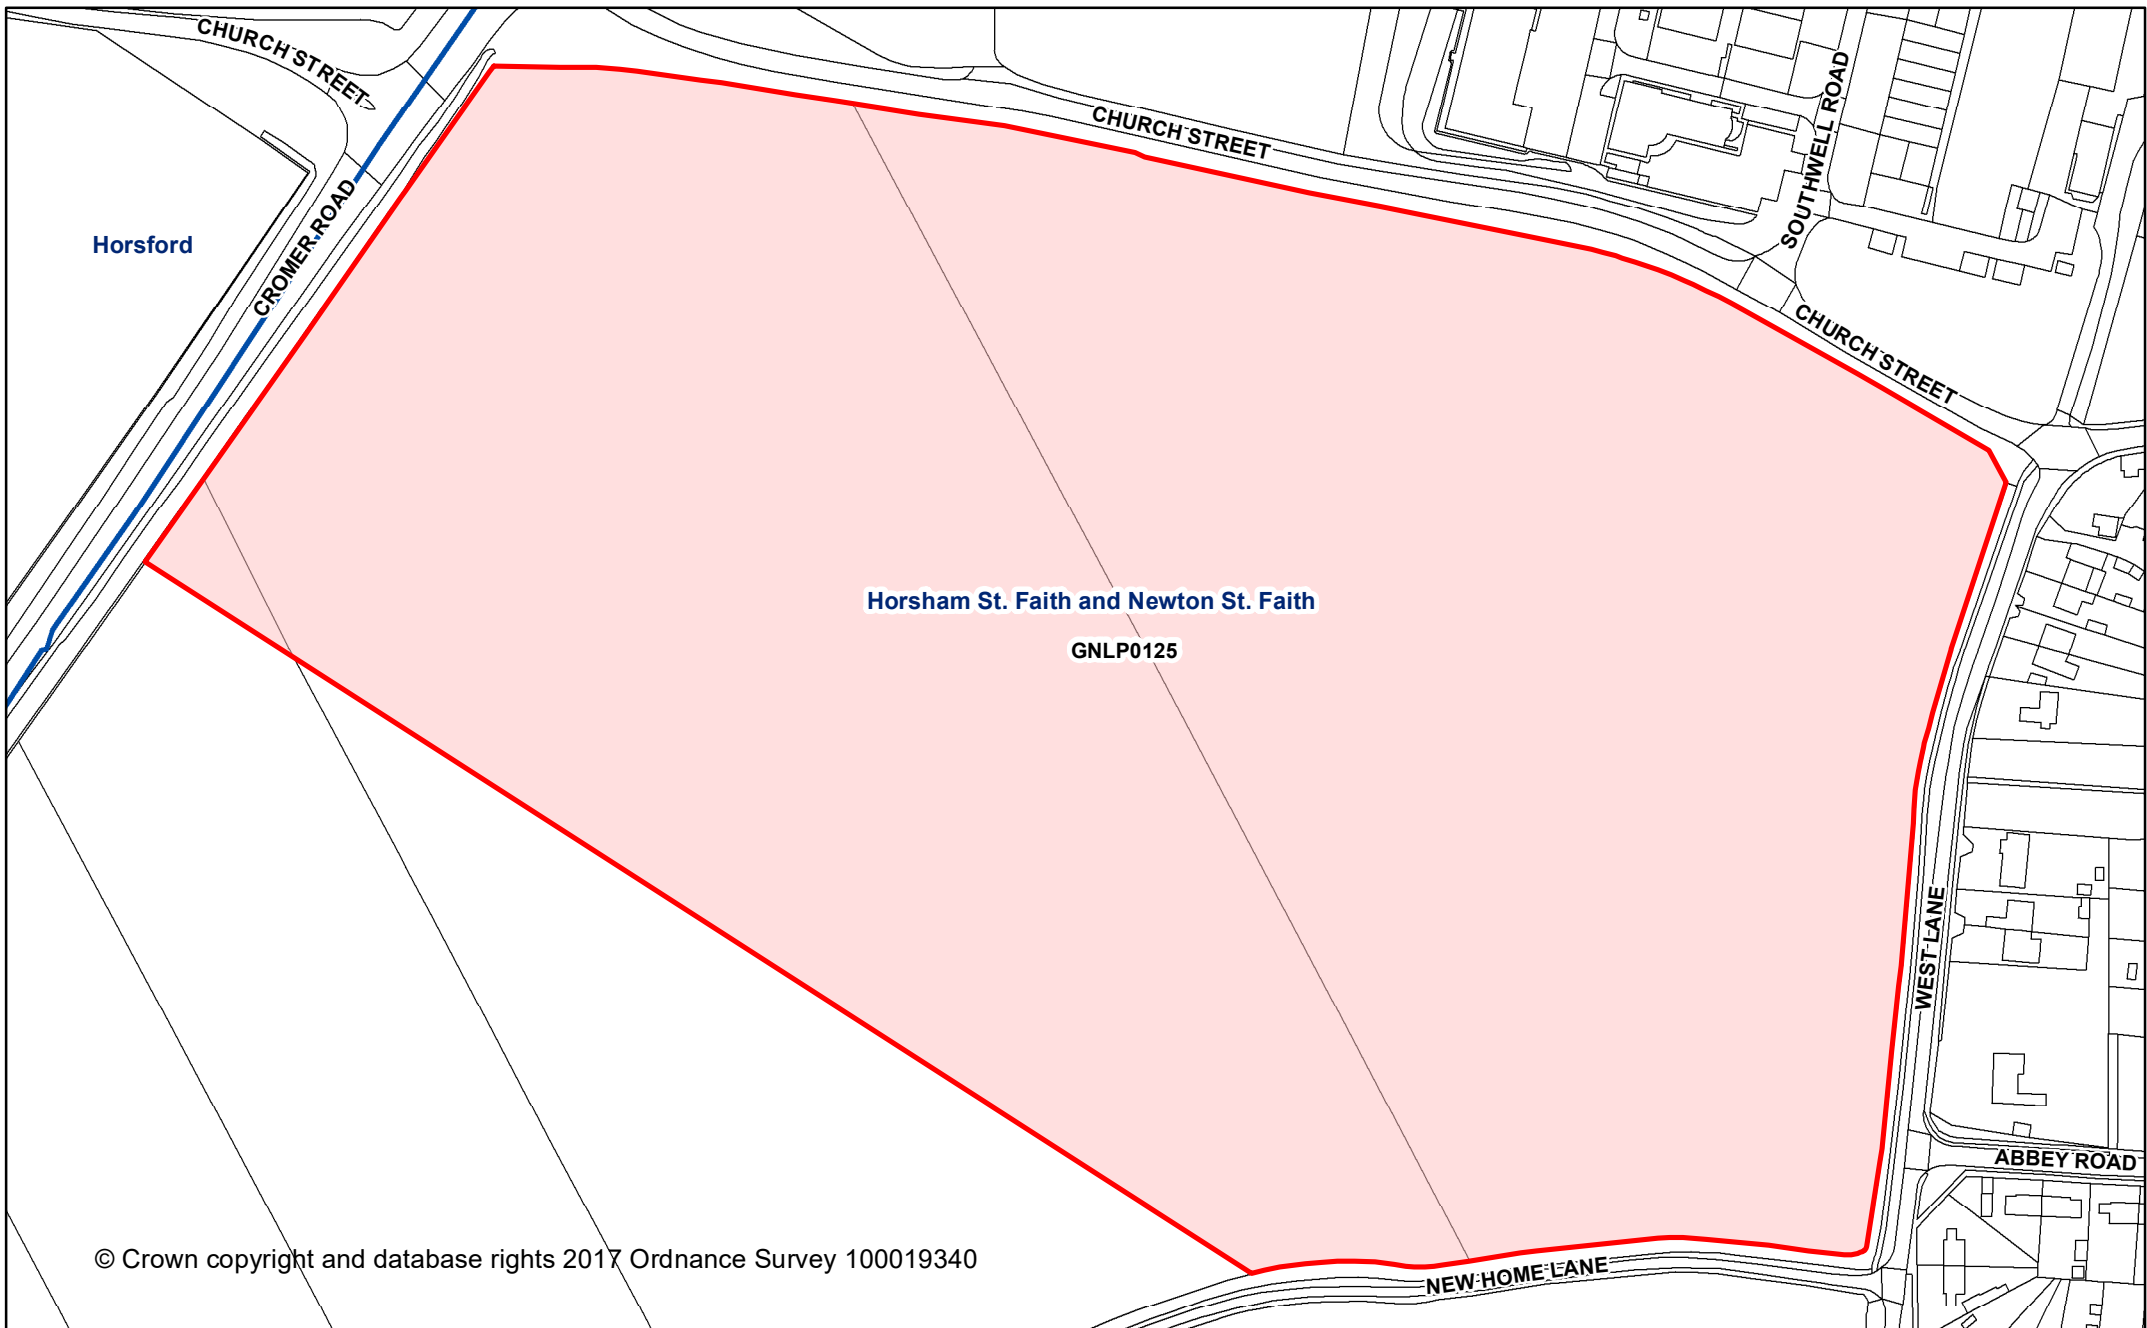 CHURCH STREET
CHURCH STREET
SOUTHWELL ROAD
Horsford
CROMER ROAD
CHURCH STREET
Horsham St. Faith and Newton St. Faith
GNLP0125
WEST LANE
ABBEY ROAD
© Crown copyright and database rights 2017 Ordnance Survey 100019340
NEW HOME LANE